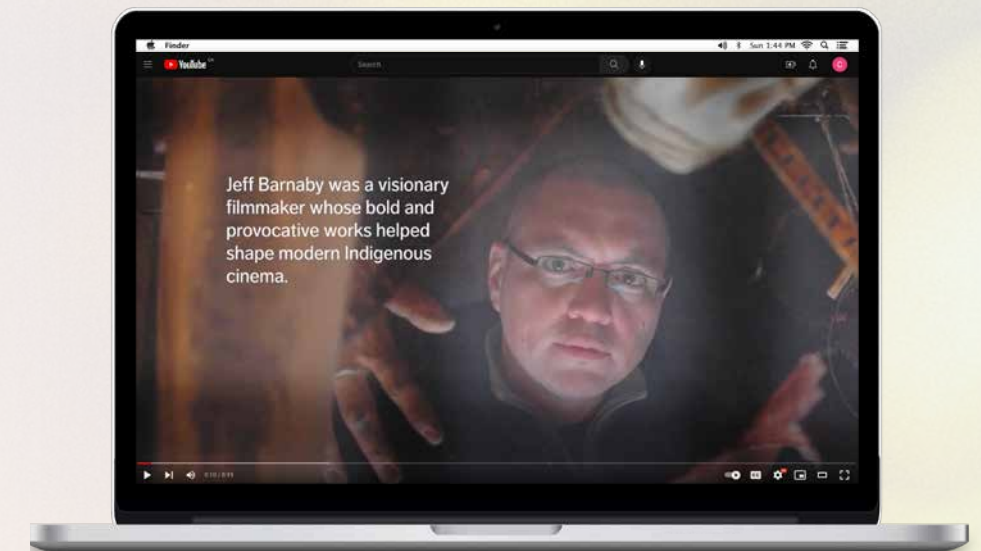 Finder
Sun 1:44 PM
YouTube CA
Search
C
Jeff Barnaby was a visionary
filmmaker whose bold and
provocative works helped
shape modern Indigenous
cinema.